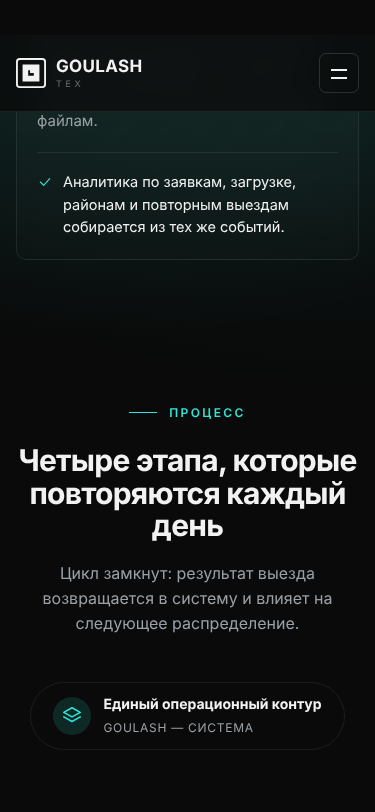 GOULASH
ТЕХ
файлам.
Аналитика по заявкам, загрузке,
районам и повторным выездам
собирается из тех же событий.
ПРОЦЕСС
Четыре этапа, которые
повторяются каждый
день
Цикл замкнут: результат выезда
возвращается в систему и влияет на
следующее распределение.
Единый операционный контур
GOULASH — СИСТЕМА